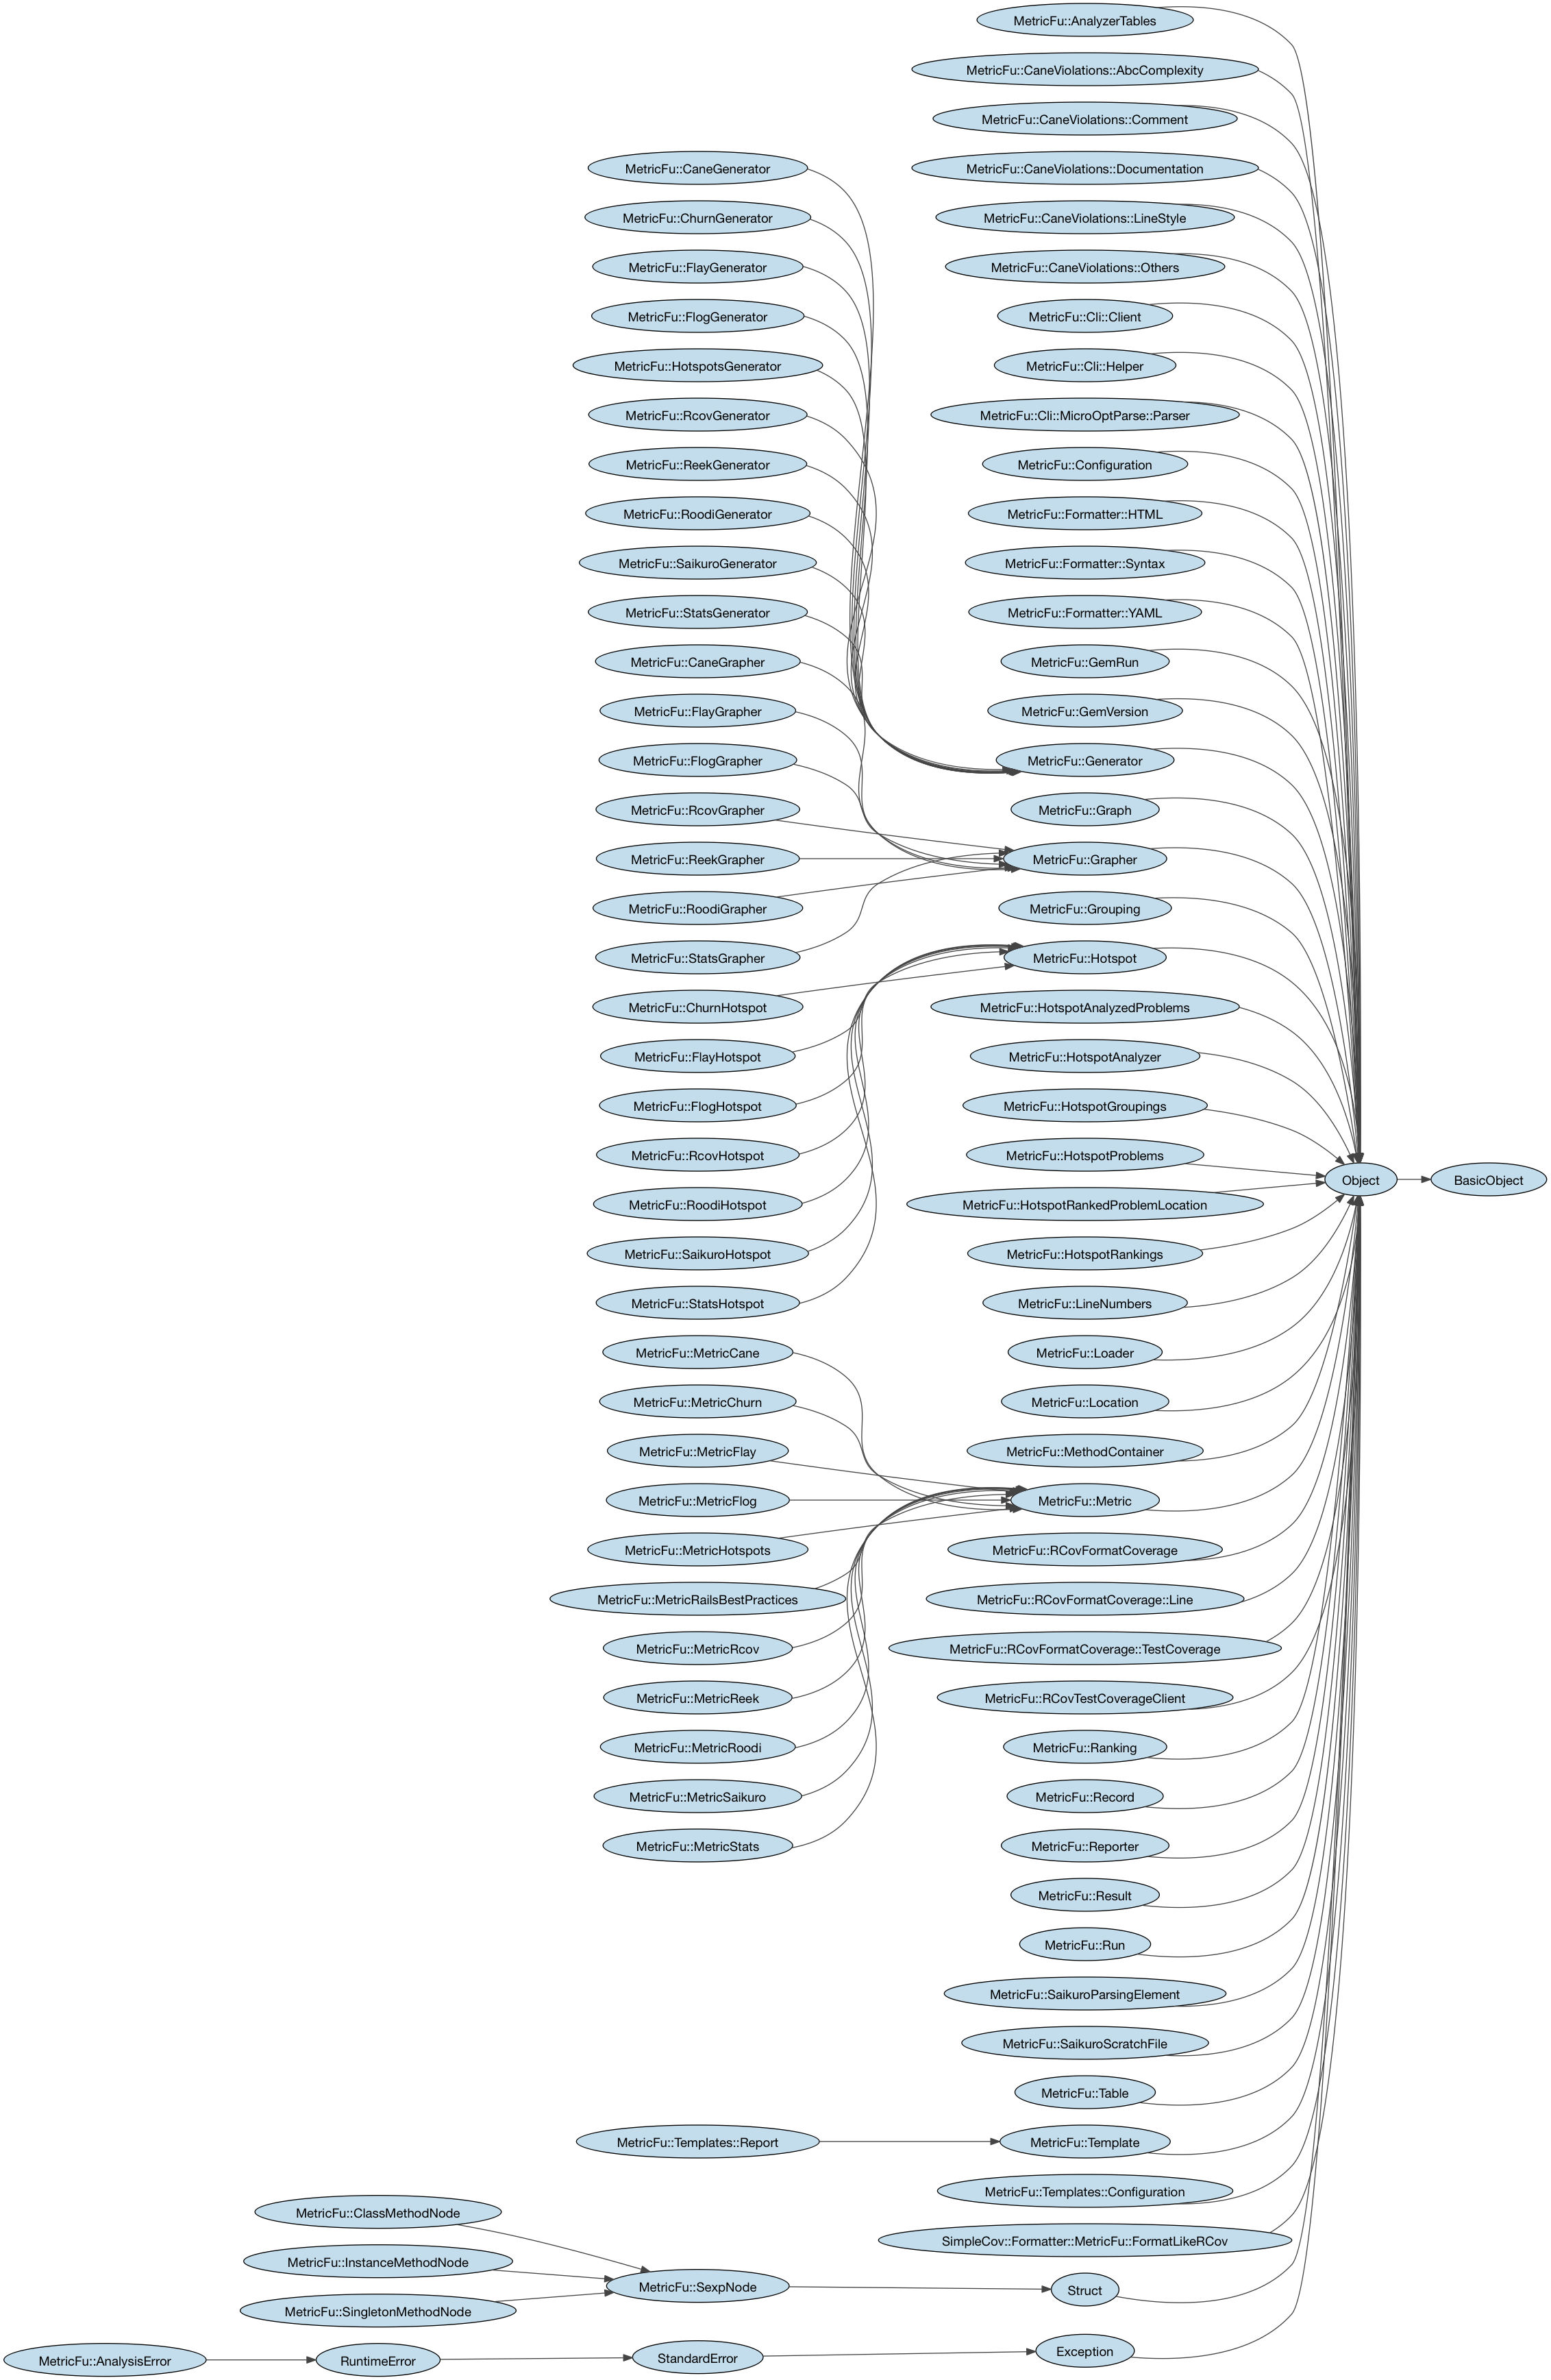 MetricFu::AnalyzerTables
MetricFu::CaneViolations::AbcComplexity
MetricFu::CaneViolations::Comment
MetricFu::CaneGenerator
MetricFu::CaneViolations::Documentation
MetricFu::ChurnGenerator
MetricFu::CaneViolations::LineStyle
MetricFu::FlayGenerator
MetricFu::CaneViolations::Others
MetricFu::FlogGenerator
MetricFu::Cli::Client
MetricFu::HotspotsGenerator
MetricFu::Cli::Helper
MetricFu::RcovGenerator
MetricFu::Cli::MicroOptParse::Parser
MetricFu::ReekGenerator
MetricFu::Configuration
MetricFu::RoodiGenerator
MetricFu::Formatter::HTML
MetricFu::SaikuroGenerator
MetricFu::Formatter::Syntax
MetricFu::StatsGenerator
MetricFu::Formatter::YAML
MetricFu::CaneGrapher
MetricFu::GemRun
MetricFu::FlayGrapher
MetricFu::GemVersion
MetricFu::FlogGrapher
MetricFu::Generator
MetricFu::RcovGrapher
MetricFu::Graph
MetricFu::ReekGrapher
MetricFu::Grapher
MetricFu::RoodiGrapher
MetricFu::Grouping
MetricFu::StatsGrapher
MetricFu::Hotspot
MetricFu::ChurnHotspot
MetricFu::HotspotAnalyzedProblems
MetricFu::FlayHotspot
MetricFu::HotspotAnalyzer
MetricFu::FlogHotspot
MetricFu::HotspotGroupings
MetricFu::RcovHotspot
MetricFu::HotspotProblems
Object
BasicObject
MetricFu::RoodiHotspot
MetricFu::HotspotRankedProblemLocation
MetricFu::SaikuroHotspot
MetricFu::HotspotRankings
MetricFu::StatsHotspot
MetricFu::LineNumbers
MetricFu::MetricCane
MetricFu::Loader
MetricFu::MetricChurn
MetricFu::Location
MetricFu::MetricFlay
MetricFu::MethodContainer
MetricFu::MetricFlog
MetricFu::Metric
MetricFu::MetricHotspots
MetricFu::RCovFormatCoverage
MetricFu::MetricRailsBestPractices
MetricFu::RCovFormatCoverage::Line
MetricFu::MetricRcov
MetricFu::RCovFormatCoverage::TestCoverage
MetricFu::MetricReek
MetricFu::RCovTestCoverageClient
MetricFu::MetricRoodi
MetricFu::Ranking
MetricFu::MetricSaikuro
MetricFu::Record
MetricFu::MetricStats
MetricFu::Reporter
MetricFu::Result
MetricFu::Run
MetricFu::SaikuroParsingElement
MetricFu::SaikuroScratchFile
MetricFu::Table
MetricFu::Templates::Report
MetricFu::Template
MetricFu::Templates::Configuration
MetricFu::ClassMethodNode
SimpleCov::Formatter::MetricFu::FormatLikeRCov
MetricFu::InstanceMethodNode
MetricFu::SexpNode
Struct
MetricFu::SingletonMethodNode
MetricFu::AnalysisError
RuntimeError
StandardError
Exception